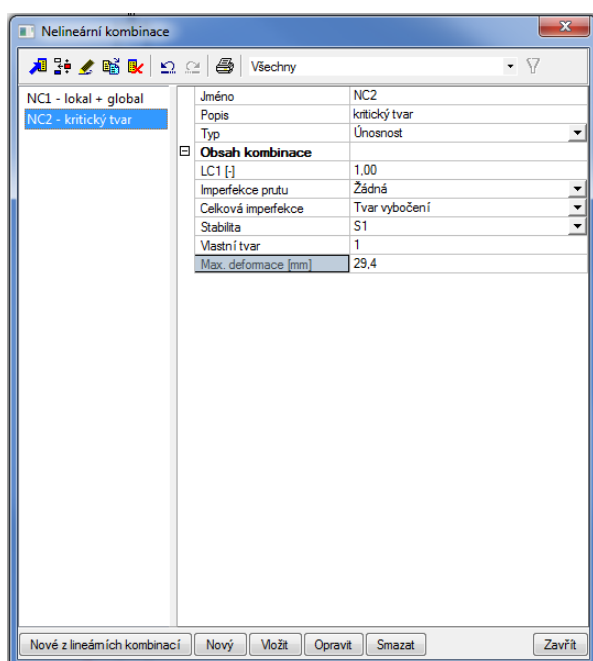 Nelineární kombinace
Všechny
NC1 - lokal + global
NC2 - kritický tvar
Jméno NC2
Popis kritický tvar
Typ Únosnost
Obsah kombinace
LC1 [-] 1,00
Imperfekce prutu Žádná
Celková imperfekce Tvar vybočení
Stabilita S1
Vlastní tvar 1
Max. deformace [mm] 29,4
Nové z lineárních kombinací Nový Vložit Opravit Smazat Zavřít